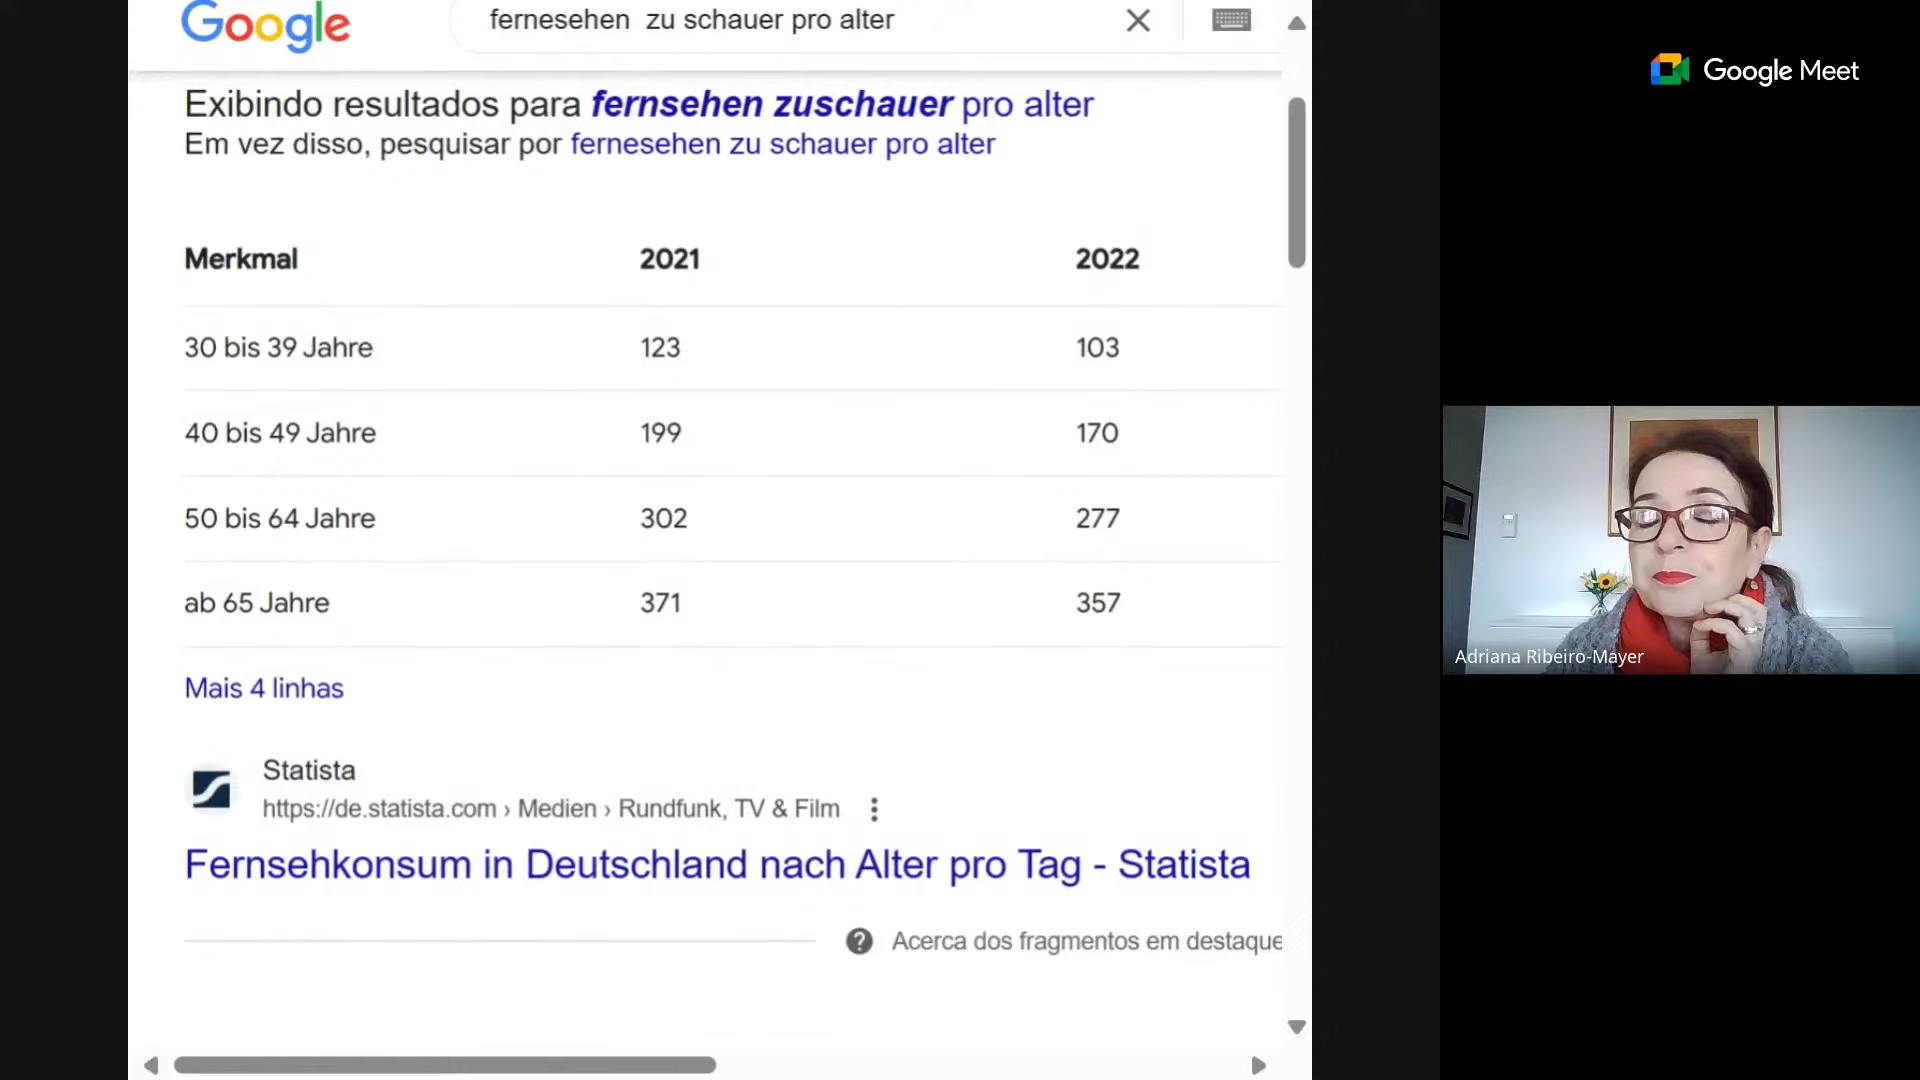 Google
fernesehen  zu schauer pro alter
Exibindo resultados para fernsehen zuschauer pro alter
Em vez disso, pesquisar por fernesehen zu schauer pro alter
Merkmal 2021 2022
30 bis 39 Jahre 123 103
40 bis 49 Jahre 199 170
50 bis 64 Jahre 302 277
ab 65 Jahre 371 357
Mais 4 linhas
Statista
https://de.statista.com › Medien › Rundfunk, TV & Film
Fernsehkonsum in Deutschland nach Alter pro Tag - Statista
Acerca dos fragmentos em destaque
Google Meet
Adriana Ribeiro-Mayer